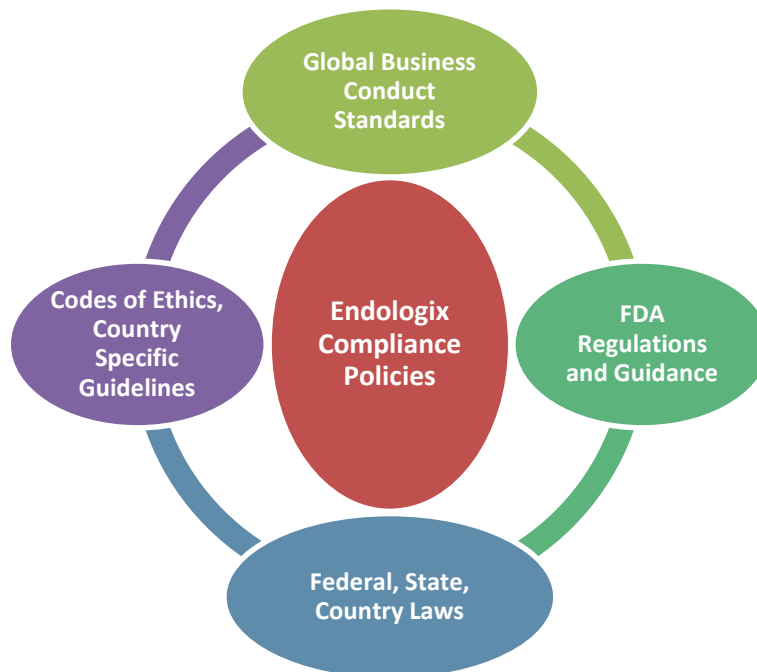 Global Business
Conduct
Standards
Codes of Ethics,
Country
Specific
Guidelines
Endologix
Compliance
Policies
FDA
Regulations
and Guidance
Federal, State,
Country Laws